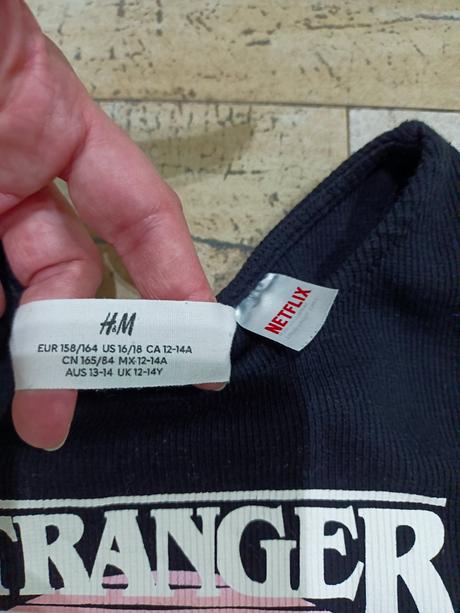 H&M
EUR 158/164 US 16/18 CA 12-14A
CN 165/84 MX 12-14A
AUS 13-14 UK 12-14Y
NETFLIX
STRANGER